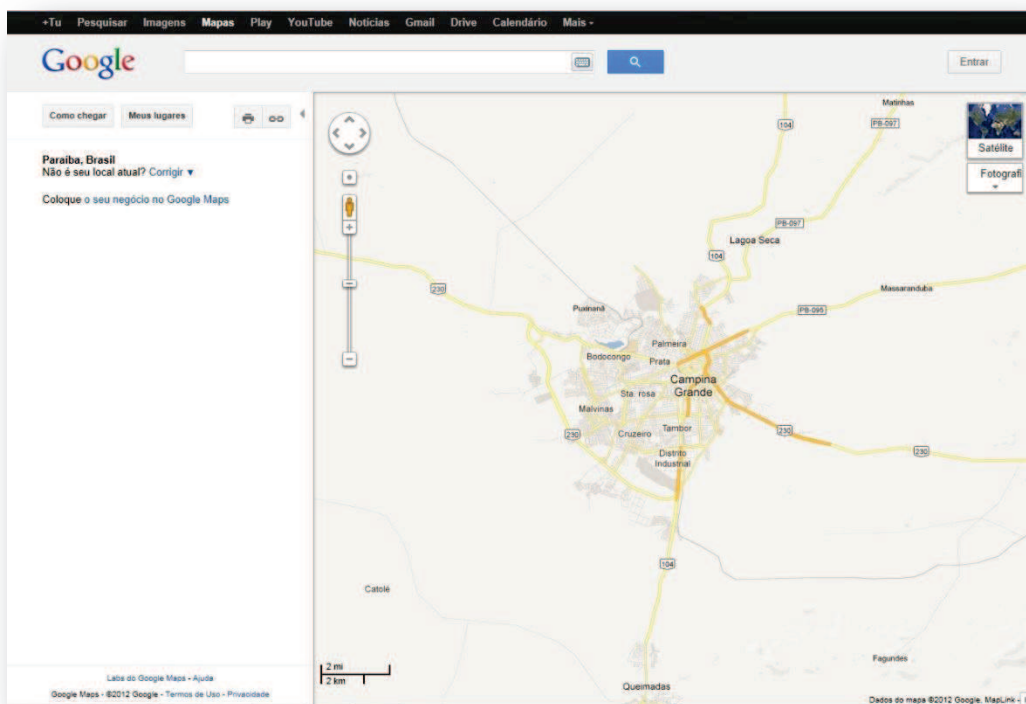 +Tu Pesquisar Imagens Mapas Play YouTube Notícias Gmail Drive Calendário Mais
Google
Entrar
Como chegar Meus lugares
Paraíba, Brasil
Não é seu local atual? Corrigir
Coloque o seu negócio no Google Maps
Labs do Google Maps - Ajuda
Google Maps - ©2012 Google - Termos de Uso - Privacidade
Matinhas
104
PB-097
Satélite
Fotografi
PB-097
Lagoa Seca
104
230
Massaranduba
Puxinanã
PB-095
Palmeira
Bodocongo
Prata
Campina
Grande
Sta. rosa
Malvinas
230
Cruzeiro
Tambor
230
Distrito
Industrial
230
104
Catolé
2 mi
2 km
Fagundes
Queimadas
Dados do mapa ©2012 Google, MapLink -